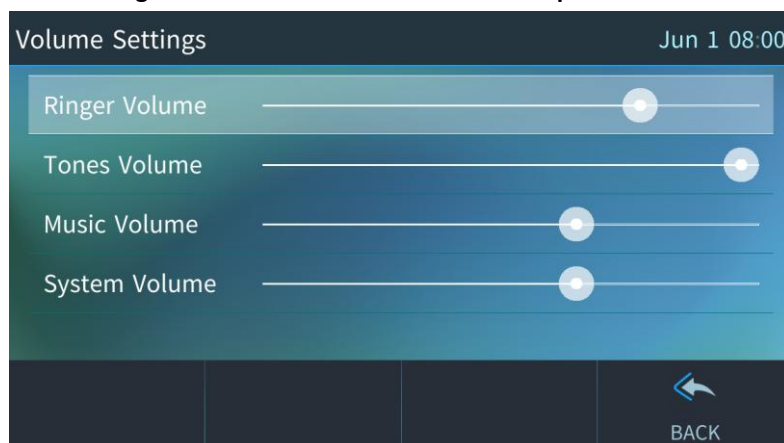 Volume Settings Jun 1 08:00
Ringer Volume
Tones Volume
Music Volume
System Volume
BACK